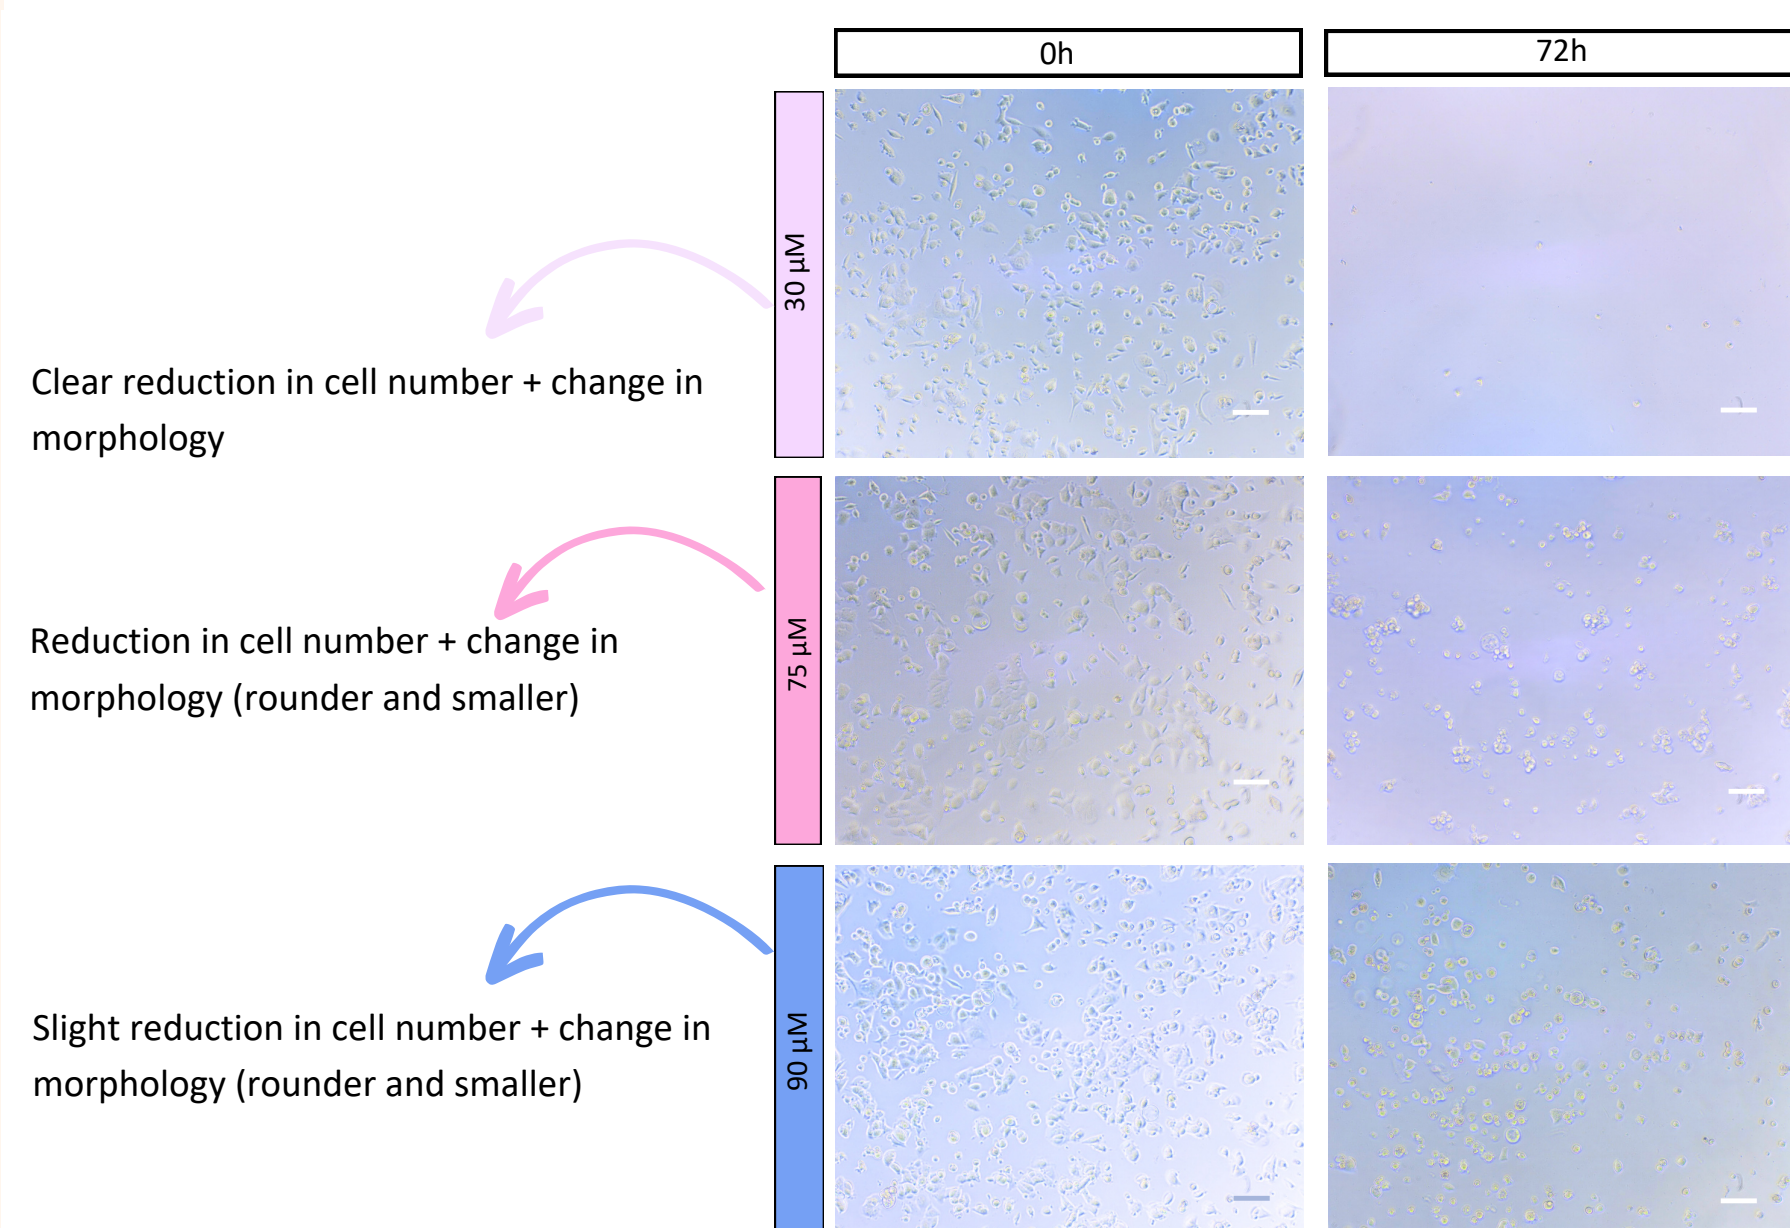 0h
72h
30 µM
Clear reduction in cell number + change in
morphology
75 µM
Reduction in cell number + change in
morphology (rounder and smaller)
90 µM
Slight reduction in cell number + change in
morphology (rounder and smaller)